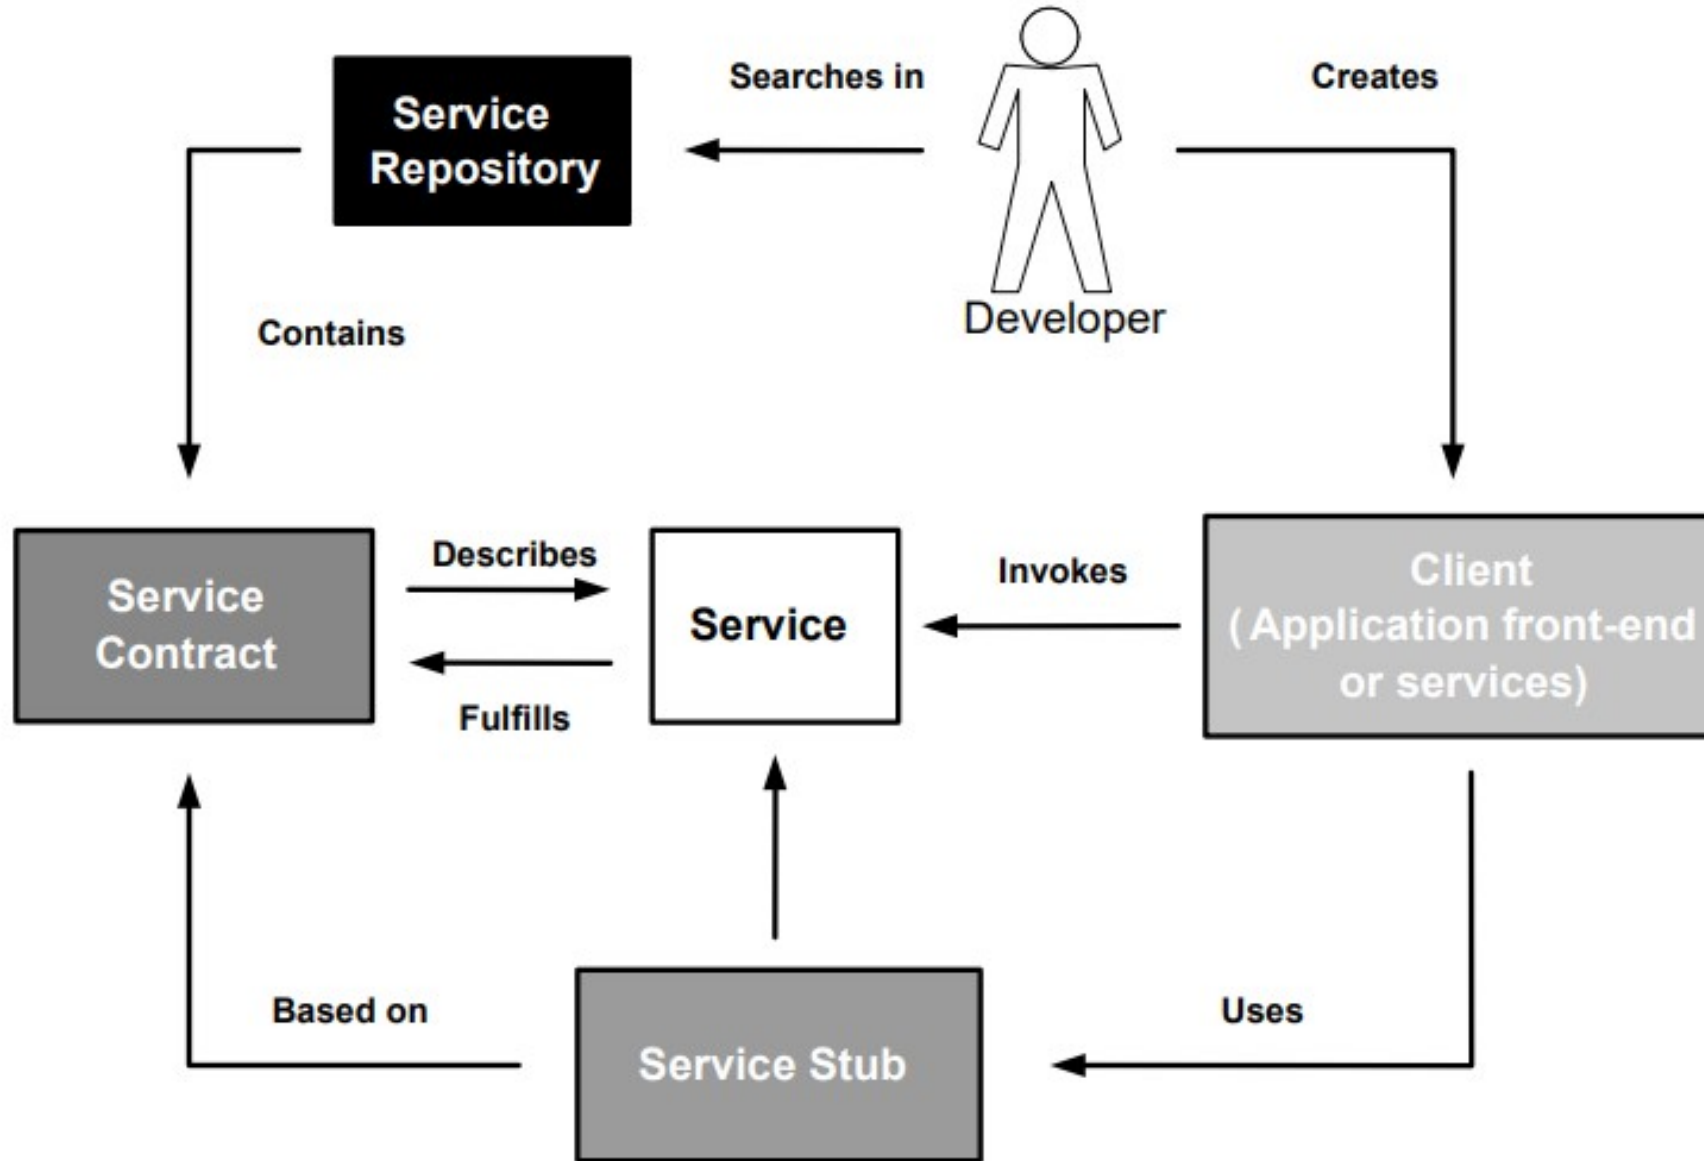 Searches in
Creates
Service
Repository
Developer
Contains
Service
Contract
Describes
Fulfills
Service
Invokes
Client
(Application front-end
or services)
Based on
Service Stub
Uses